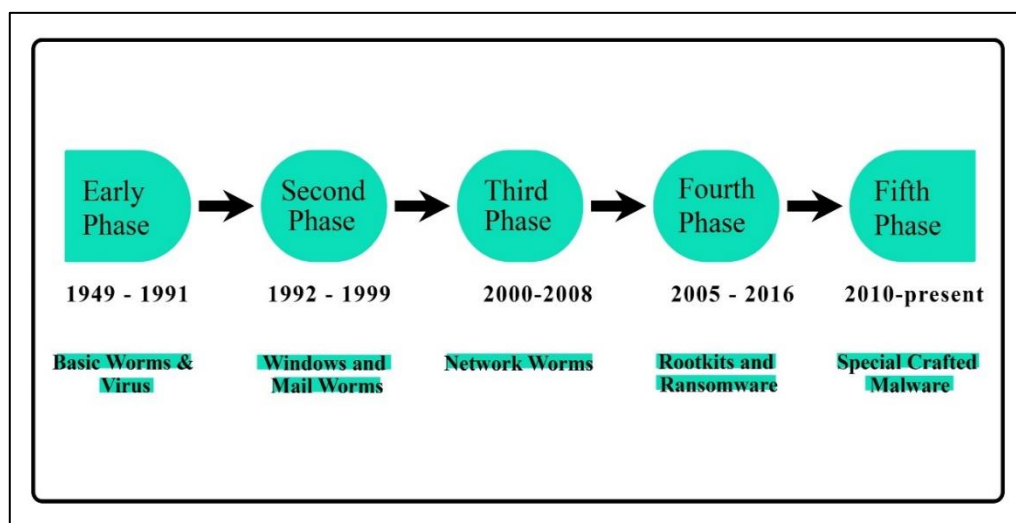 Early
Phase
Second
Phase
Third
Phase
Fourth
Phase
Fifth
Phase
1949 - 1991
1992 - 1999
2000-2008
2005 - 2016
2010-present
Basic Worms &
Virus
Windows and
Mail Worms
Network Worms
Rootkits and
Ransomware
Special Crafted
Malware